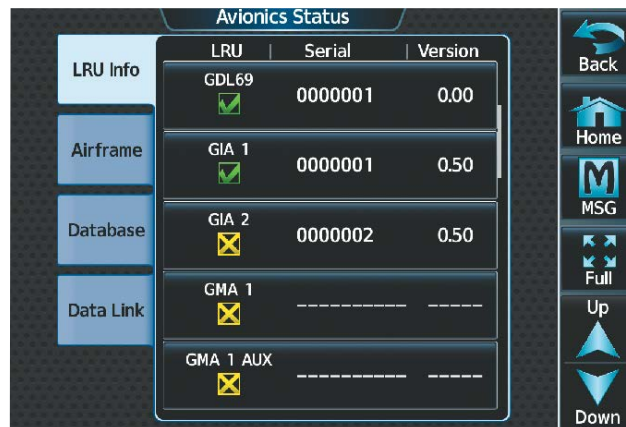 Avionics Status
LRU Info
Airframe
Database
Data Link
LRU | Serial | Version
GDL69
0000001 0.00
GIA 1
0000001 0.50
GIA 2
0000002 0.50
GMA 1
---------- -----
GMA 1 AUX
---------- -----
Back
Home
M
MSG
Full
Up
Down